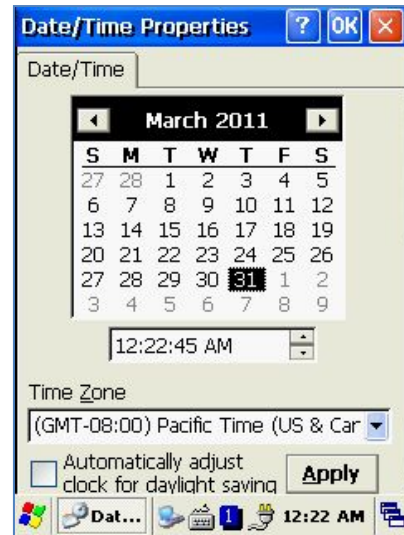 Date/Time Properties ? OK
Date/Time
March 2011
S M T W T F S
27 28 1 2 3 4 5
6 7 8 9 10 11 12
13 14 15 16 17 18 19
20 21 22 23 24 25 26
27 28 29 30 31 1 2
3 4 5 6 7 8 9
12:22:45 AM
Time Zone
(GMT-08:00) Pacific Time (US & Car
Automatically adjust
clock for daylight saving
Apply
Dat... 1 12:22 AM